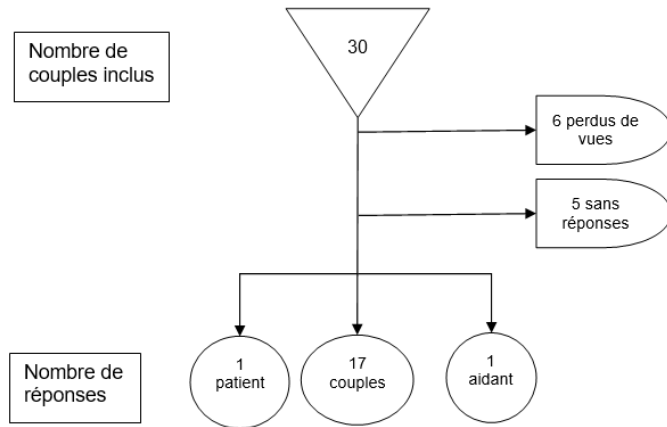 Nombre de
couples inclus
30
6 perdus de
vues
5 sans
réponses
Nombre de
réponses
1
patient
17
couples
1
aidant